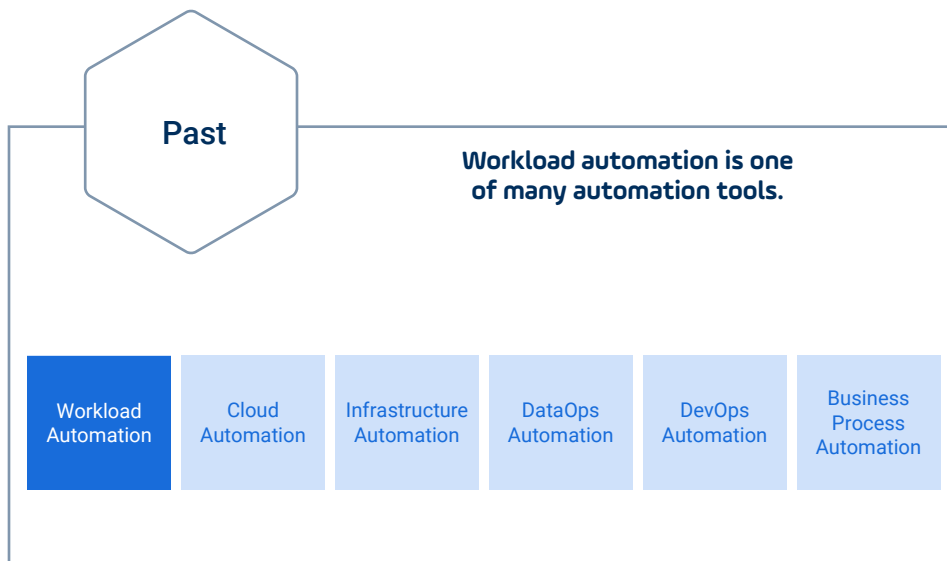 Past
Workload automation is one
of many automation tools.
Workload
Automation
Cloud
Automation
Infrastructure
Automation
DataOps
Automation
DevOps
Automation
Business
Process
Automation